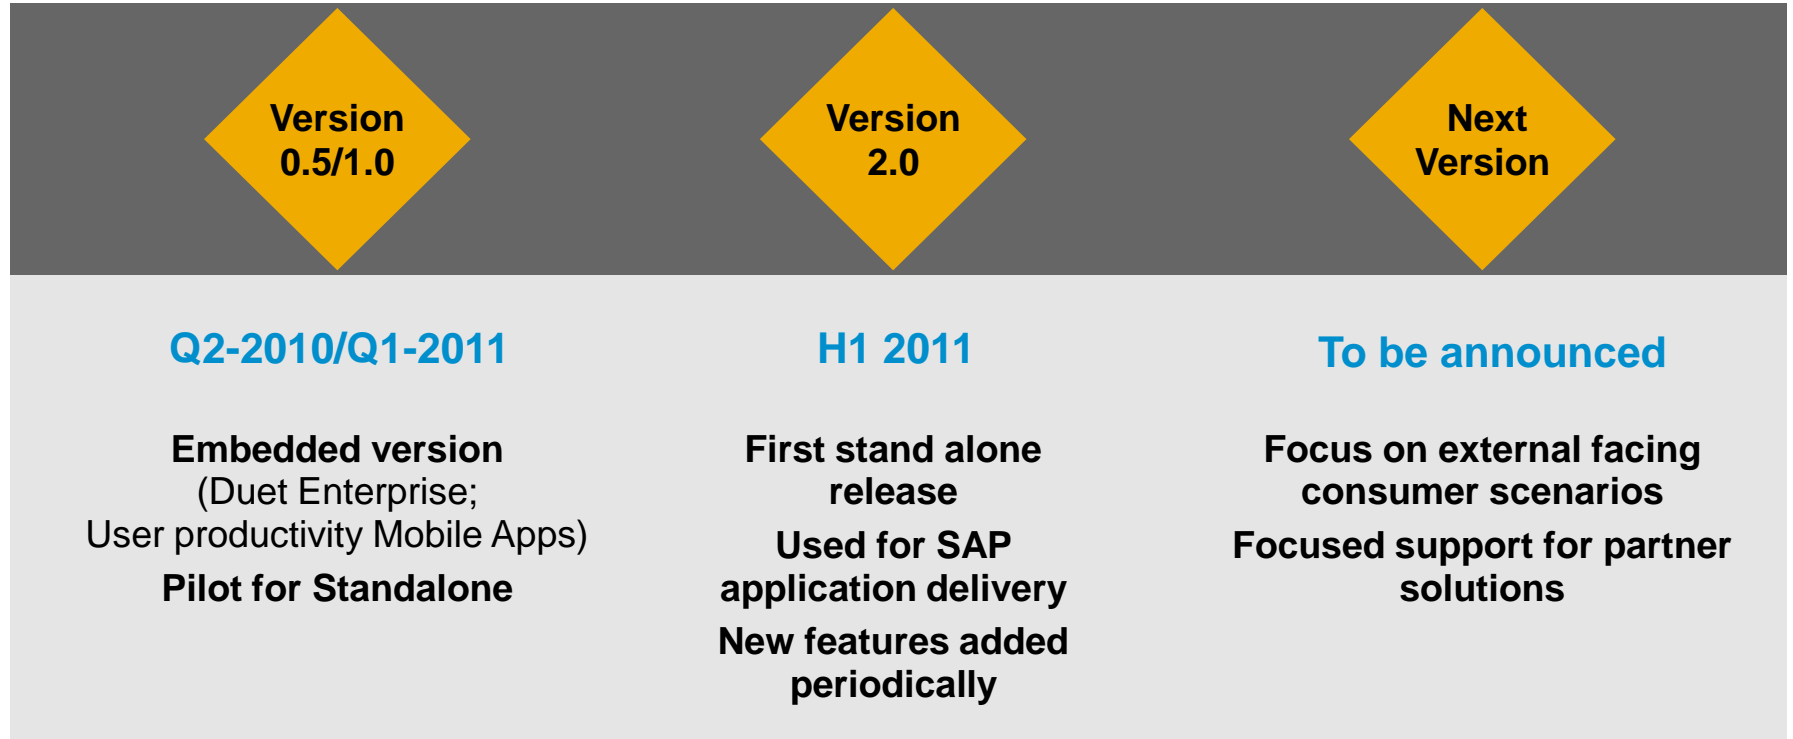 Version
0.5/1.0
Version
2.0
Next
Version
Q2-2010/Q1-2011
Embedded version
(Duet Enterprise;
User productivity Mobile Apps)
Pilot for Standalone
H1 2011
First stand alone
release
Used for SAP
application delivery
New features added
periodically
To be announced
Focus on external facing
consumer scenarios
Focused support for partner
solutions